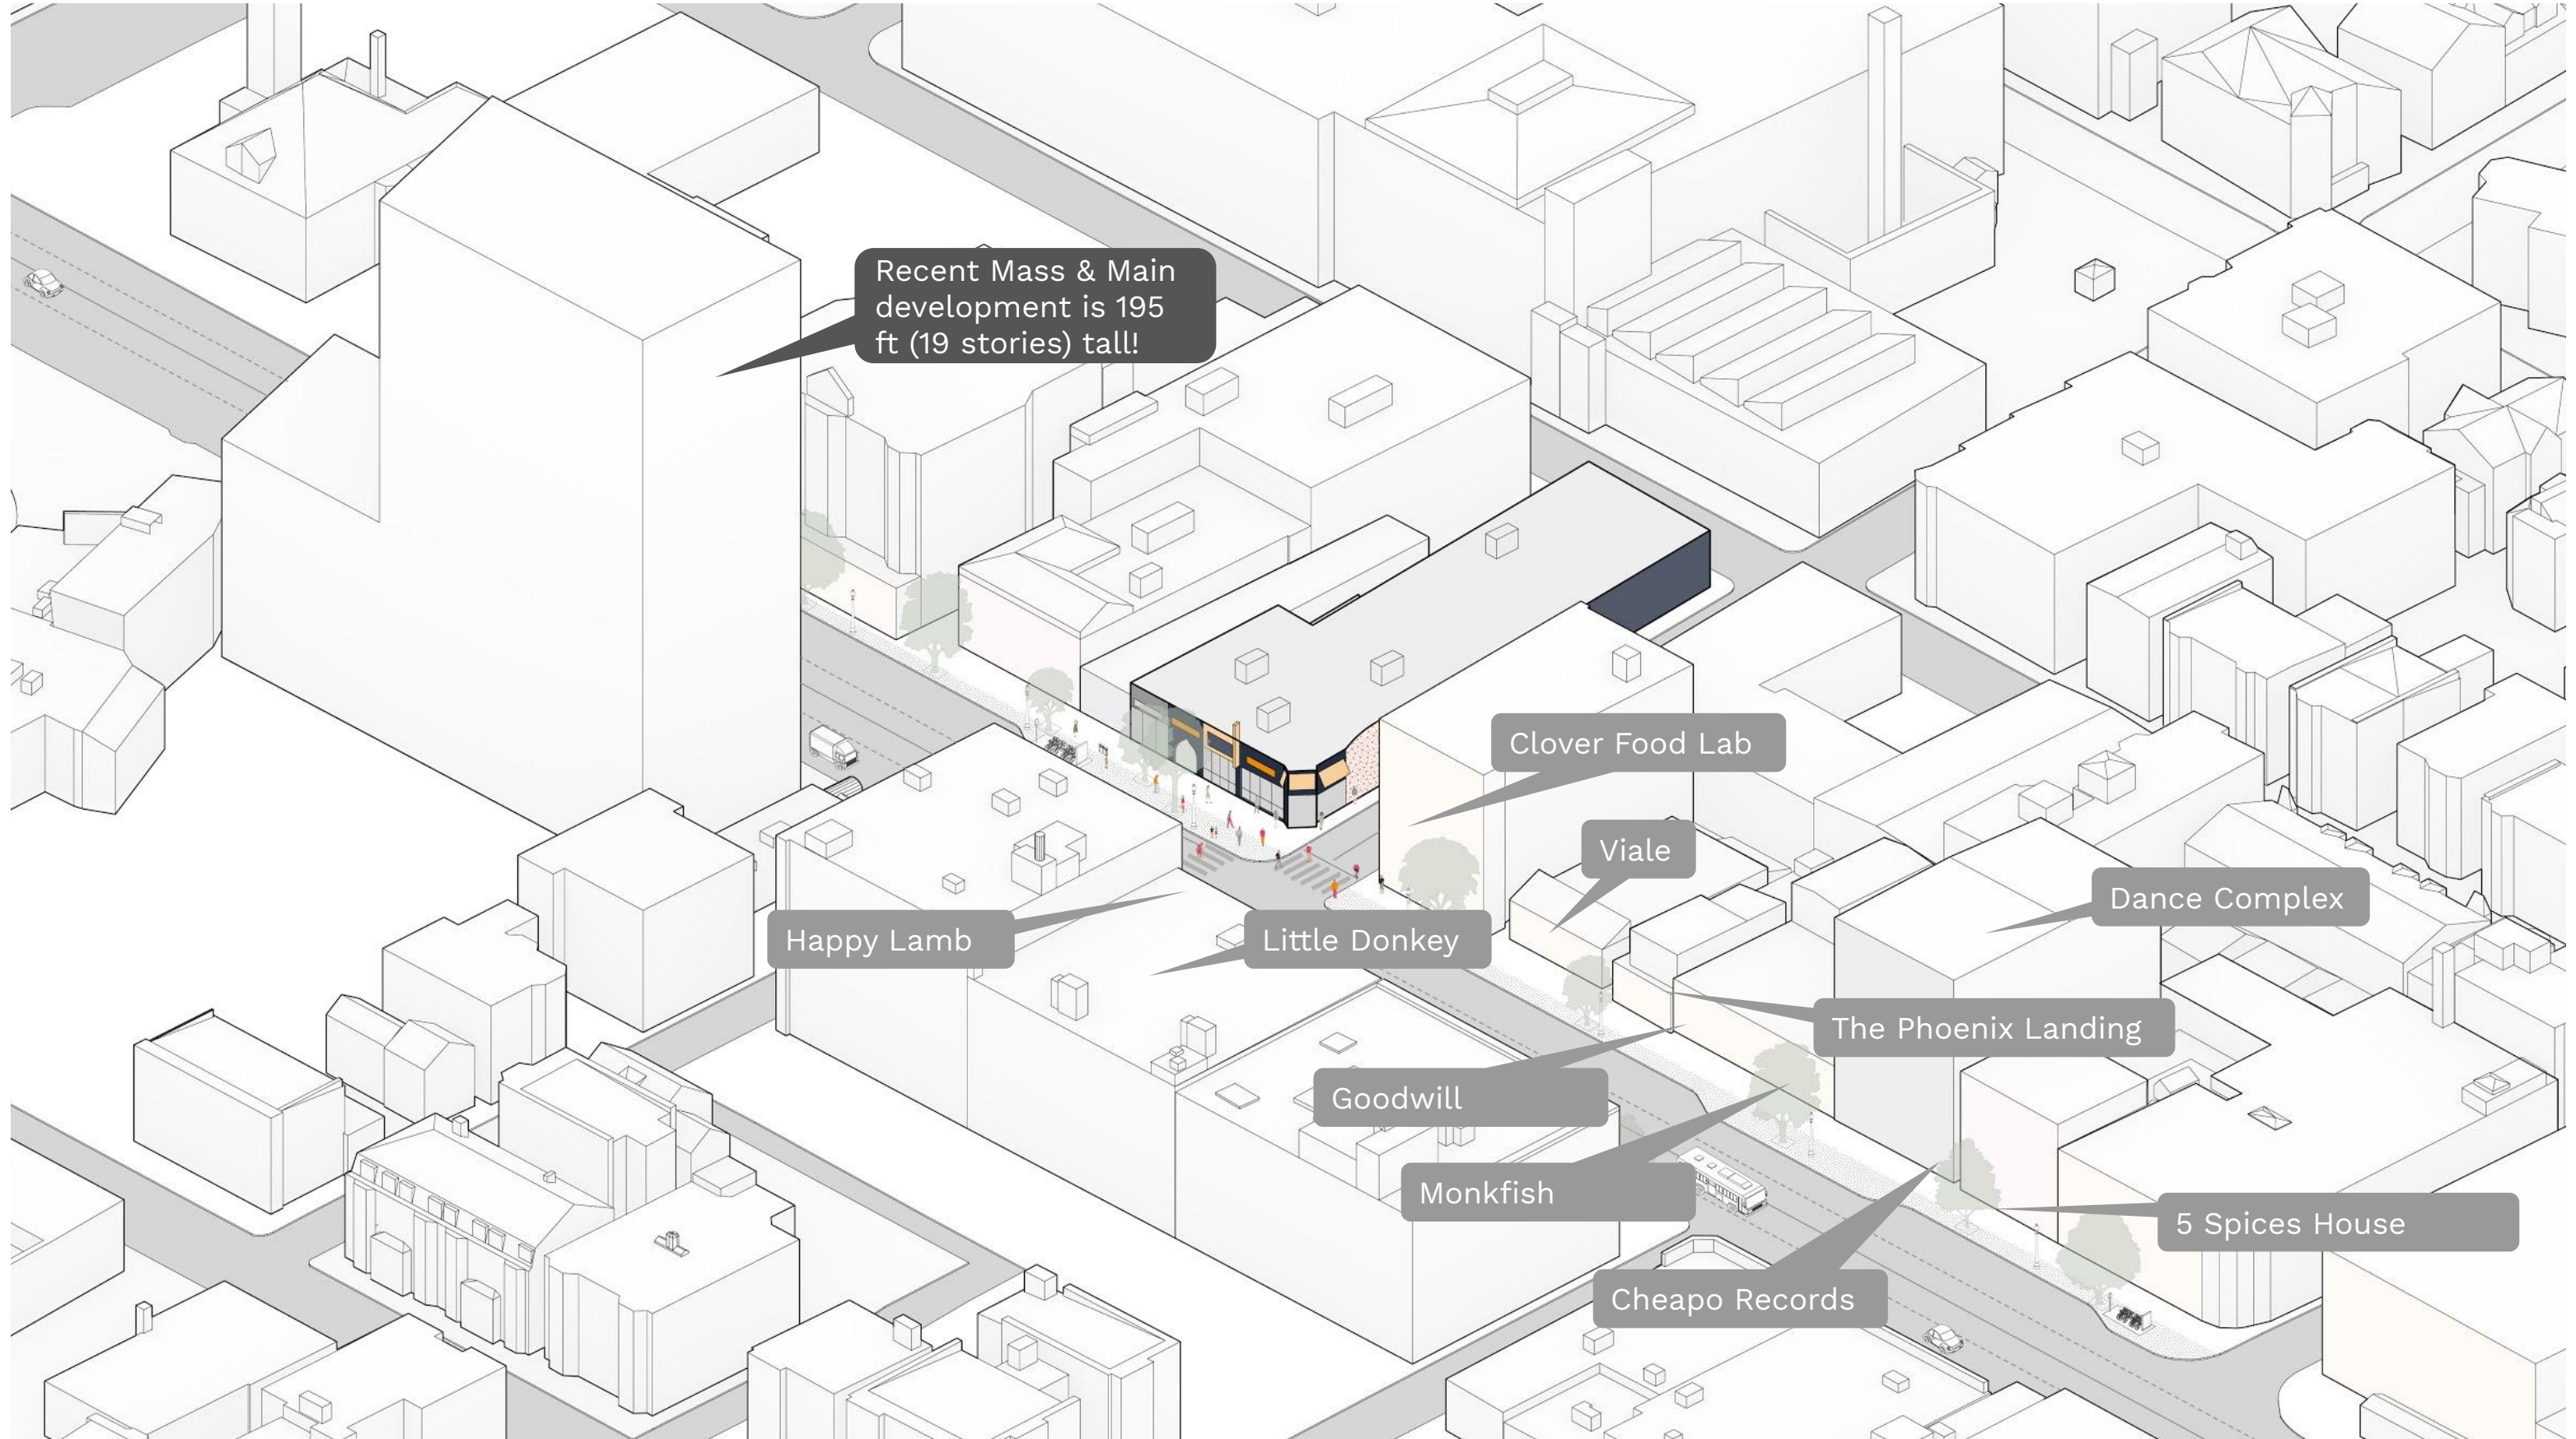 Recent Mass & Main
development is 195
ft (19 stories) tall!
Clover Food Lab
Viale
Dance Complex
Happy Lamb
Little Donkey
The Phoenix Landing
Goodwill
Monkfish
5 Spices House
Cheapo Records